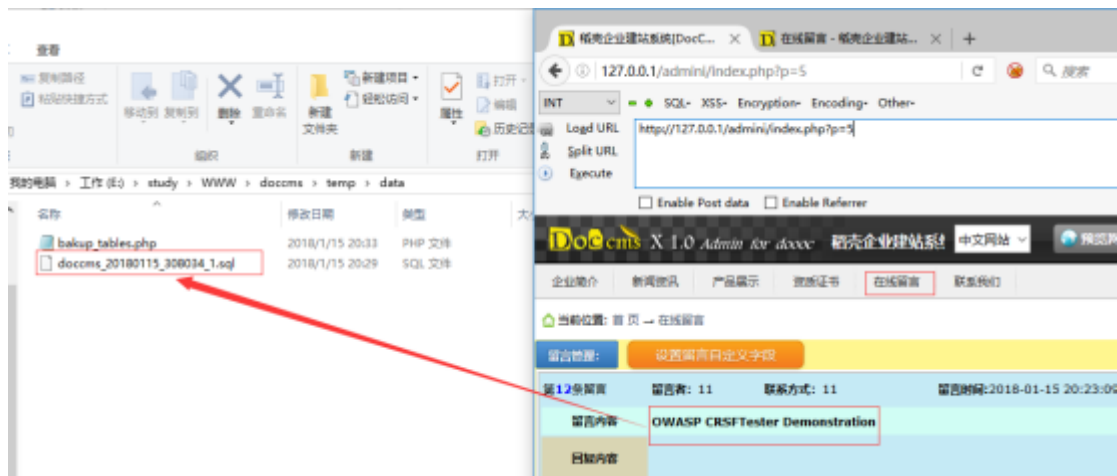 查看
复制路径
粘贴快捷方式
移动到 复制到 删除 重命名
新建
文件夹
新建项目
轻松访问
属性
打开
编辑
历史记
组织
新建
打开
我的电脑 > 工作 (E:) > study > WWW > doccms > temp > data
名称 修改日期 类型 大
bakup_tables.php 2018/1/15 20:33 PHP 文件
doccms_20180115_308034_1.sql 2018/1/15 20:29 SQL 文件
稻壳企业建站系统[DocC... × 在线留言 - 稻壳企业建站... × +
127.0.0.1/admini/index.php?p=5 搜索
INT SQL- XSS- Encryption- Encoding- Other-
Load URL http://127.0.0.1/admini/index.php?p=5
Split URL
Execute
Enable Post data Enable Referrer
DoCcms X 1.0 Admin for doooc 稻壳企业建站系 中文网站
企业简介 新闻资讯 产品展示 资质证书 在线留言 联系我们
当前位置: 首 页 → 在线留言
留言管理: 设置留言自定义字段
第12条留言 留言者: 11 联系方式: 11 留言时间:2018-01-15 20:23:09
留言内容 OWASP CRSFTester Demonstration
回复内容